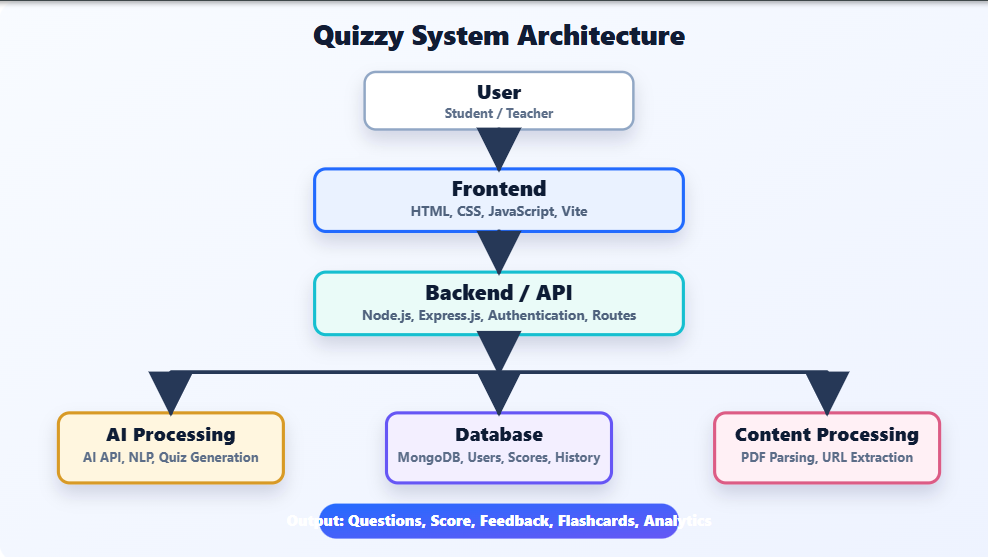 Quizzy System Architecture
User
Student / Teacher
Frontend
HTML, CSS, JavaScript, Vite
Backend / API
Node.js, Express.js, Authentication, Routes
AI Processing
AI API, NLP, Quiz Generation
Database
MongoDB, Users, Scores, History
Content Processing
PDF Parsing, URL Extraction
Output: Questions, Score, Feedback, Flashcards, Analytics